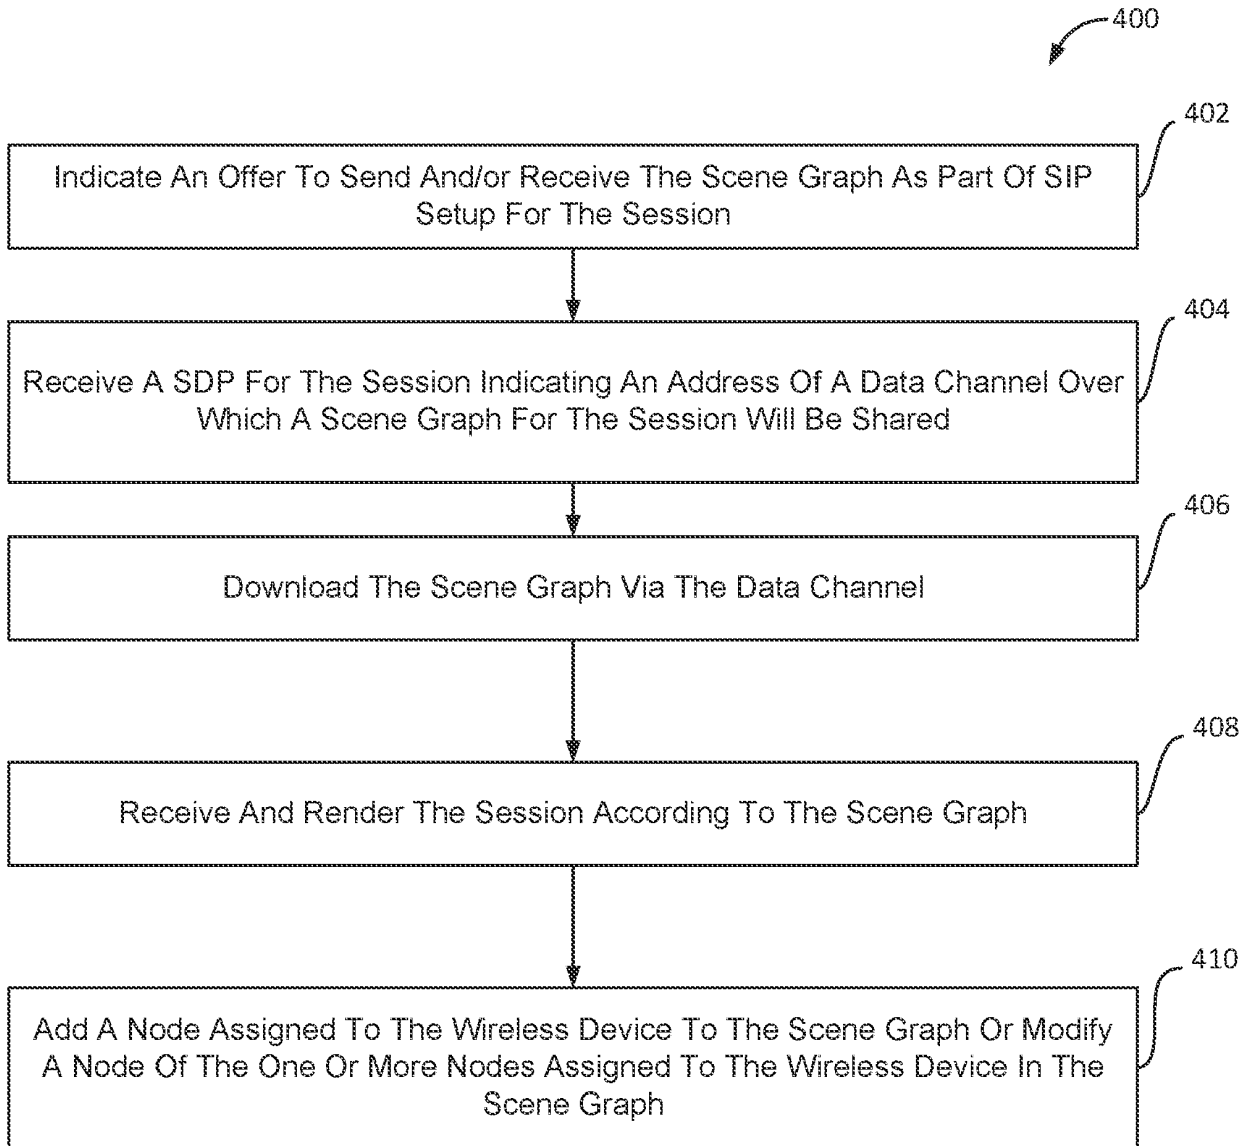 400
402
Indicate An Offer To Send And/or Receive The Scene Graph As Part Of SIP
Setup For The Session
404
Receive A SDP For The Session Indicating An Address Of A Data Channel Over
Which A Scene Graph For The Session Will Be Shared
406
Download The Scene Graph Via The Data Channel
408
Receive And Render The Session According To The Scene Graph
410
Add A Node Assigned To The Wireless Device To The Scene Graph Or Modify
A Node Of The One Or More Nodes Assigned To The Wireless Device In The
Scene Graph